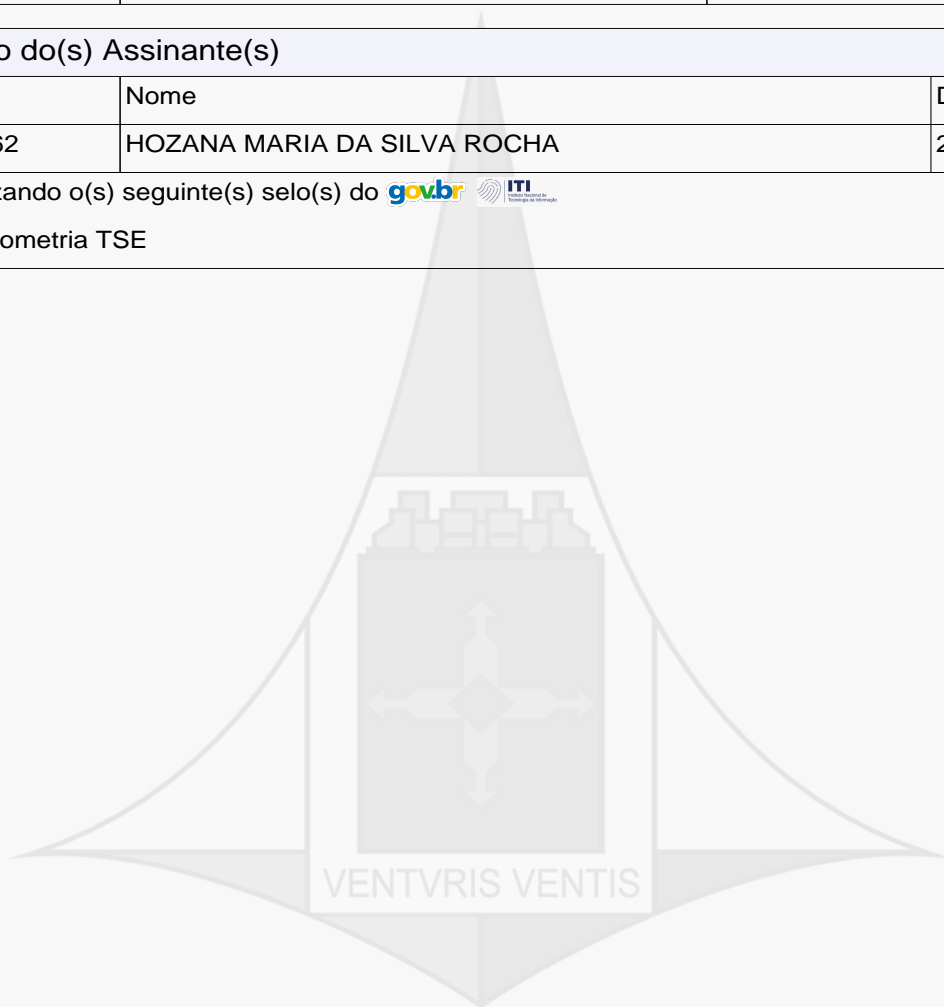 o do(s) Assinante(s)
Nome D
62 HOZANA MARIA DA SILVA ROCHA 2
zando o(s) seguinte(s) selo(s) do gov.br ITI
ometria TSE
VENTVRIS VENTIS